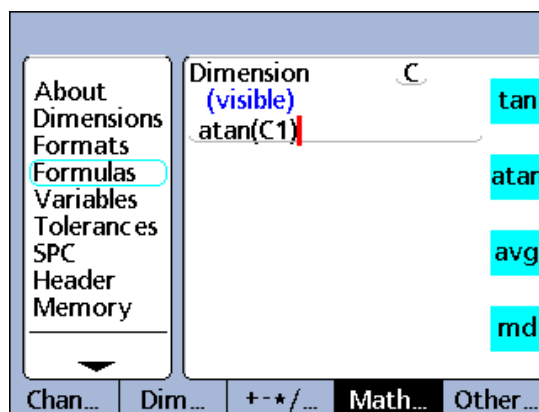 About
Dimensions
Formats
Formulas
Variables
Tolerances
SPC
Header
Memory
Dimension C
(visible)
atan(C1)
tan
atan
avg
md
Chan... Dim... +-*/... Math... Other...